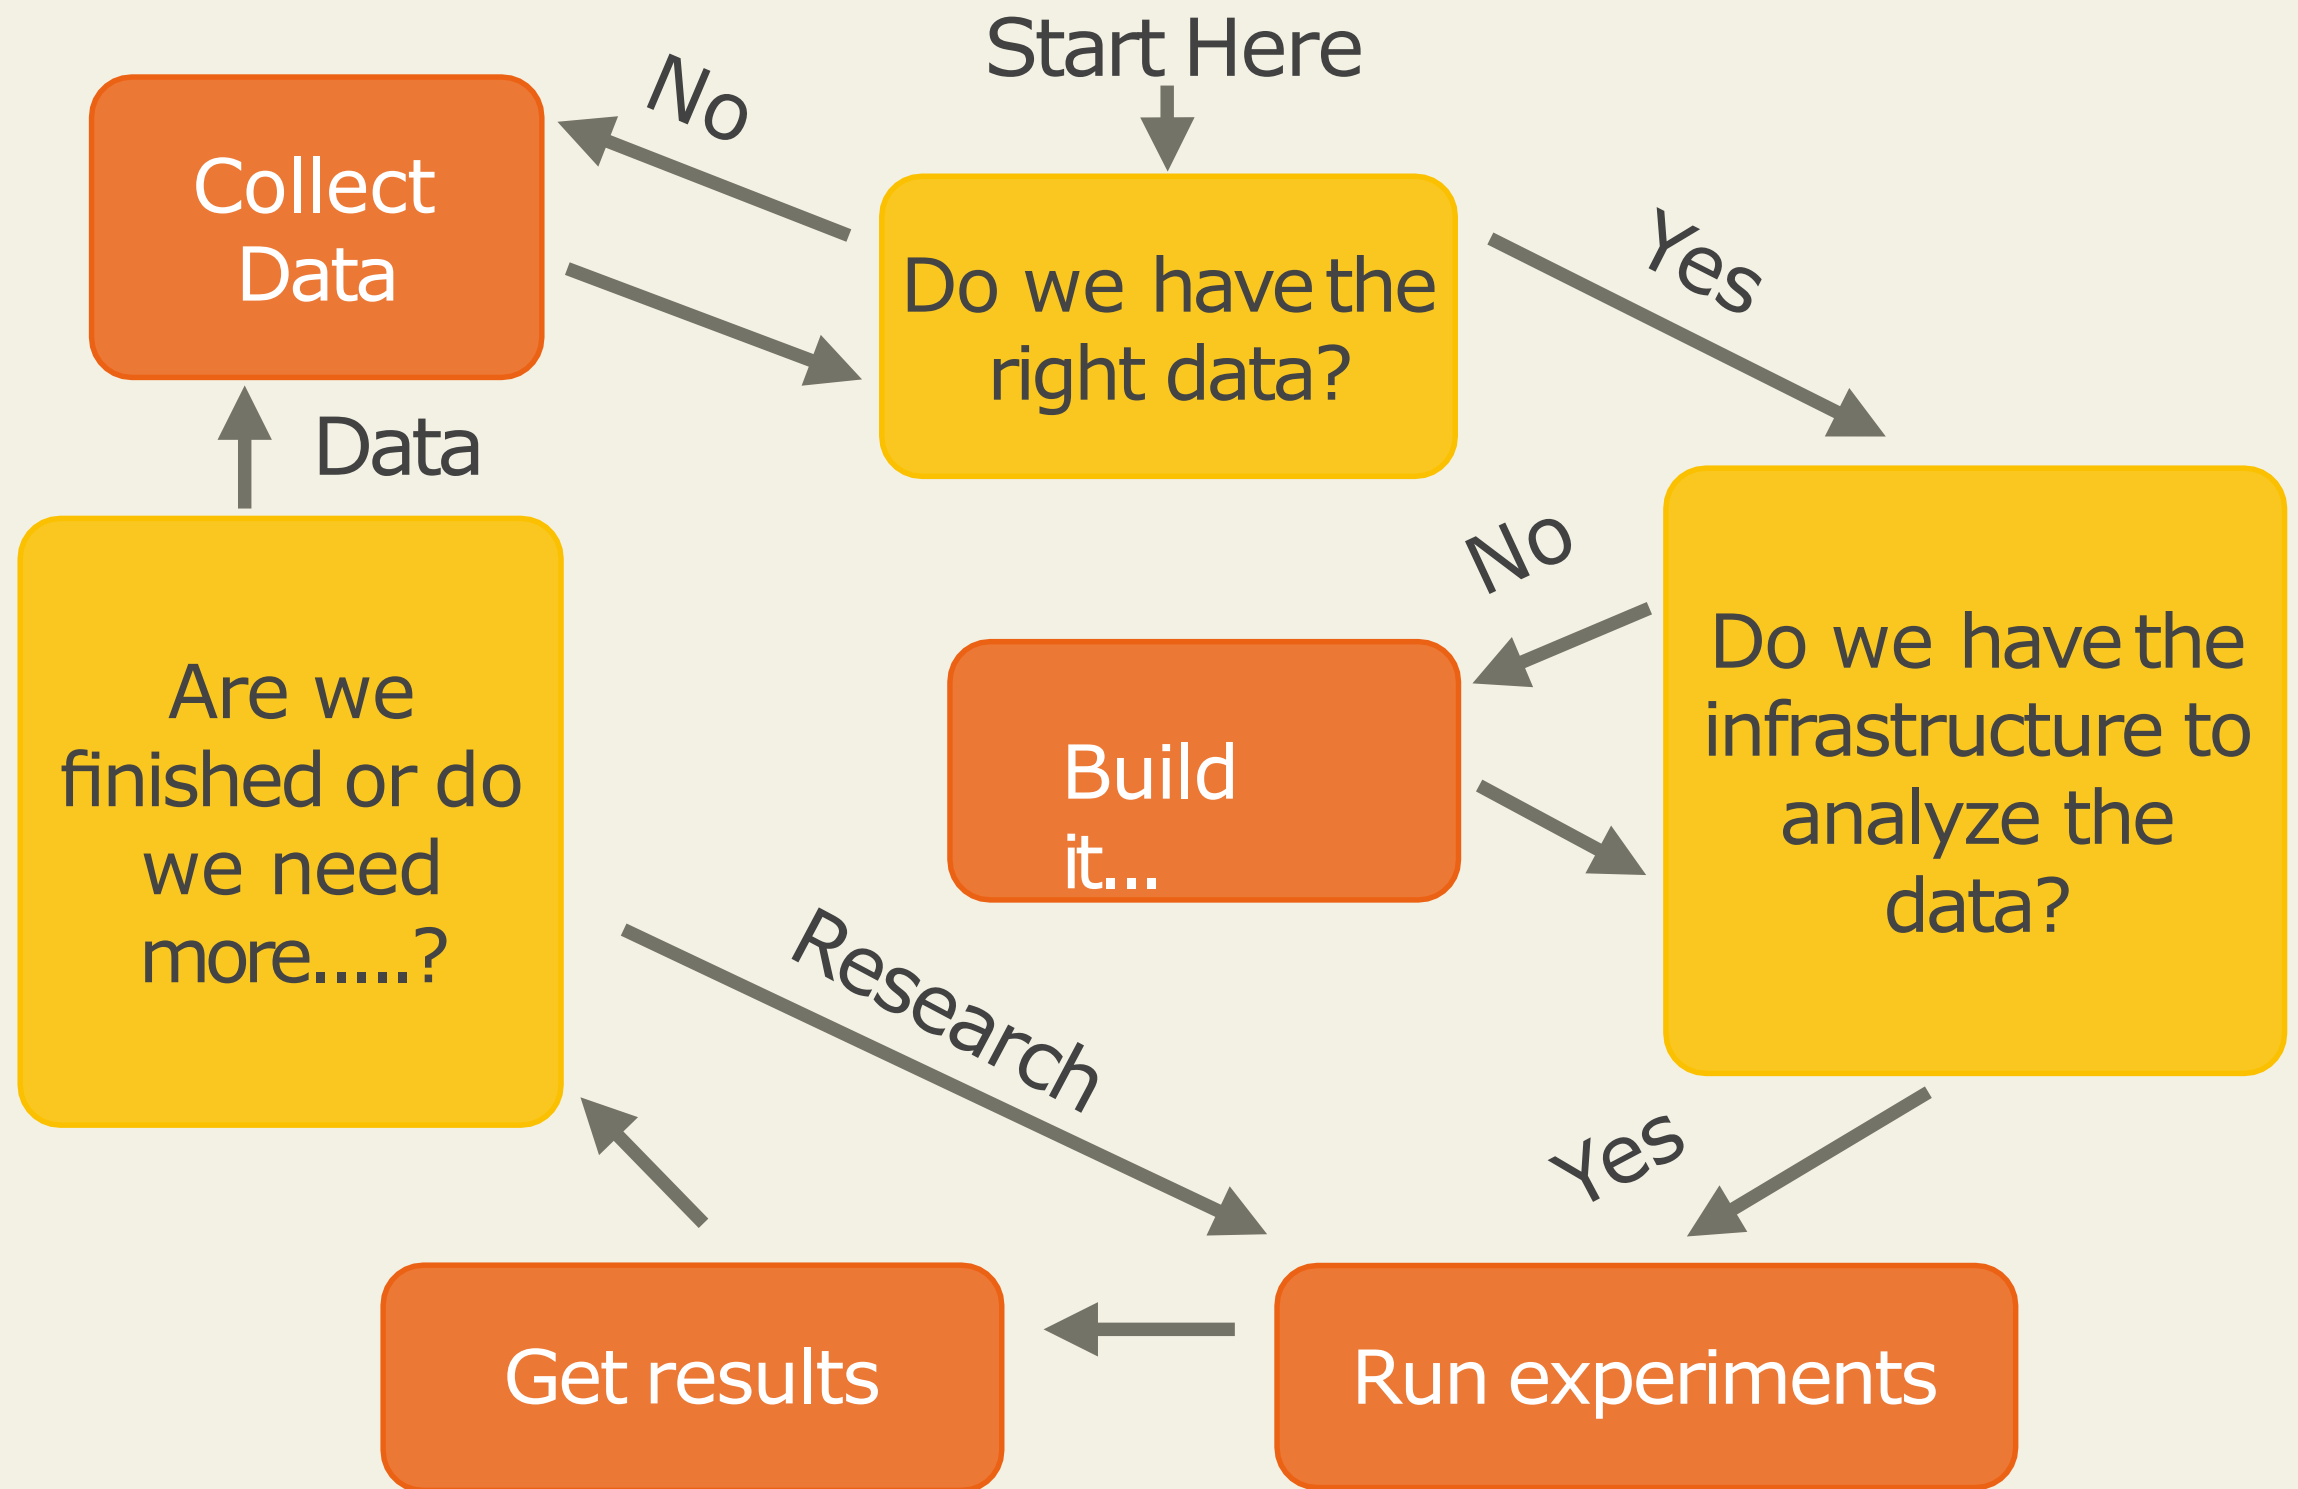 Start Here
No
Collect
Data
Do we have the
right data?
Yes
Data
No
Are we
finished or do
we need
more.....?
Build
it...
Do we have the
infrastructure to
analyze the
data?
Research
Yes
Get results
Run experiments